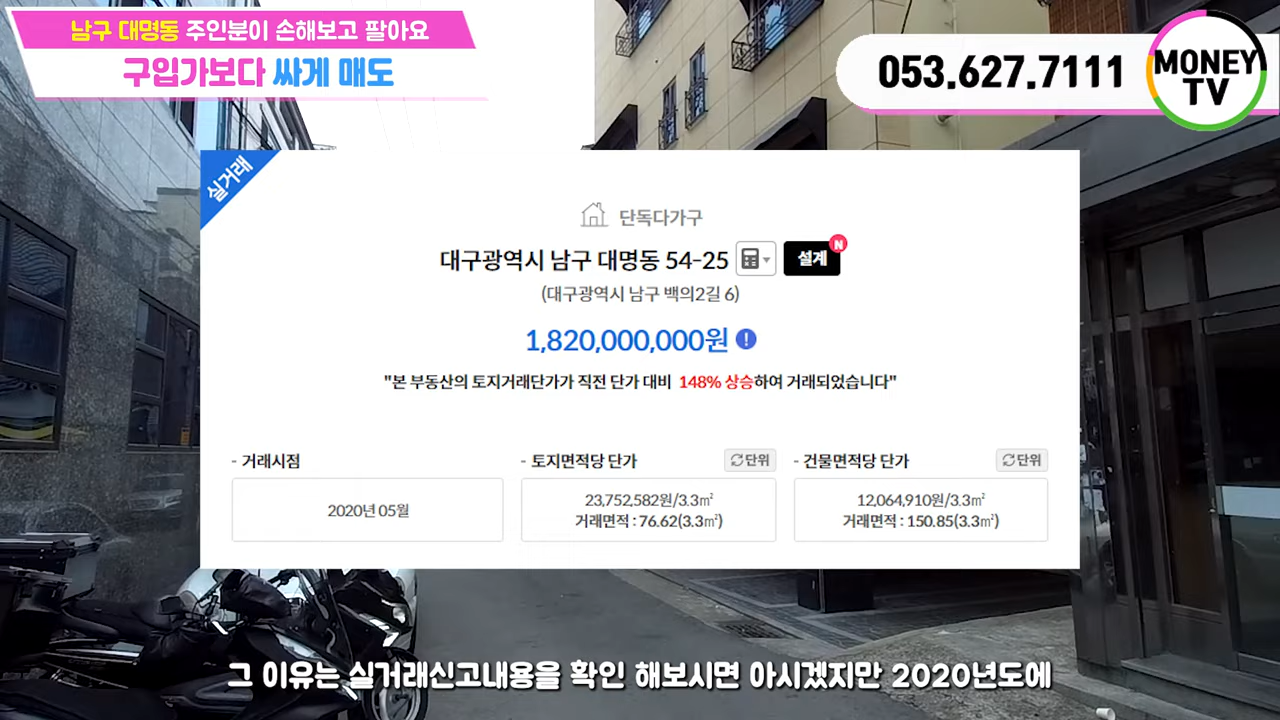 남구 대명동 주인분이 손해보고 팔아요
구입가보다 싸게 매도
053.627.7111
MONEY
TV
실거래
단독다가구
대구광역시 남구 대명동 54-25
설계
N
(대구광역시 남구 백의2길 6)
1,820,000,000원
"본 부동산의 토지거래단가가 직전 단가 대비 148% 상승하여 거래되었습니다"
- 거래시점
2020년 05월
- 토지면적당 단가
단위
23,752,582원/3.3㎡
거래면적 : 76.62(3.3㎡)
- 건물면적당 단가
단위
12,064,910원/3.3㎡
거래면적 : 150.85(3.3㎡)
그 이유는 실거래신고내용을 확인 해보시면 아시겠지만 2020년도에